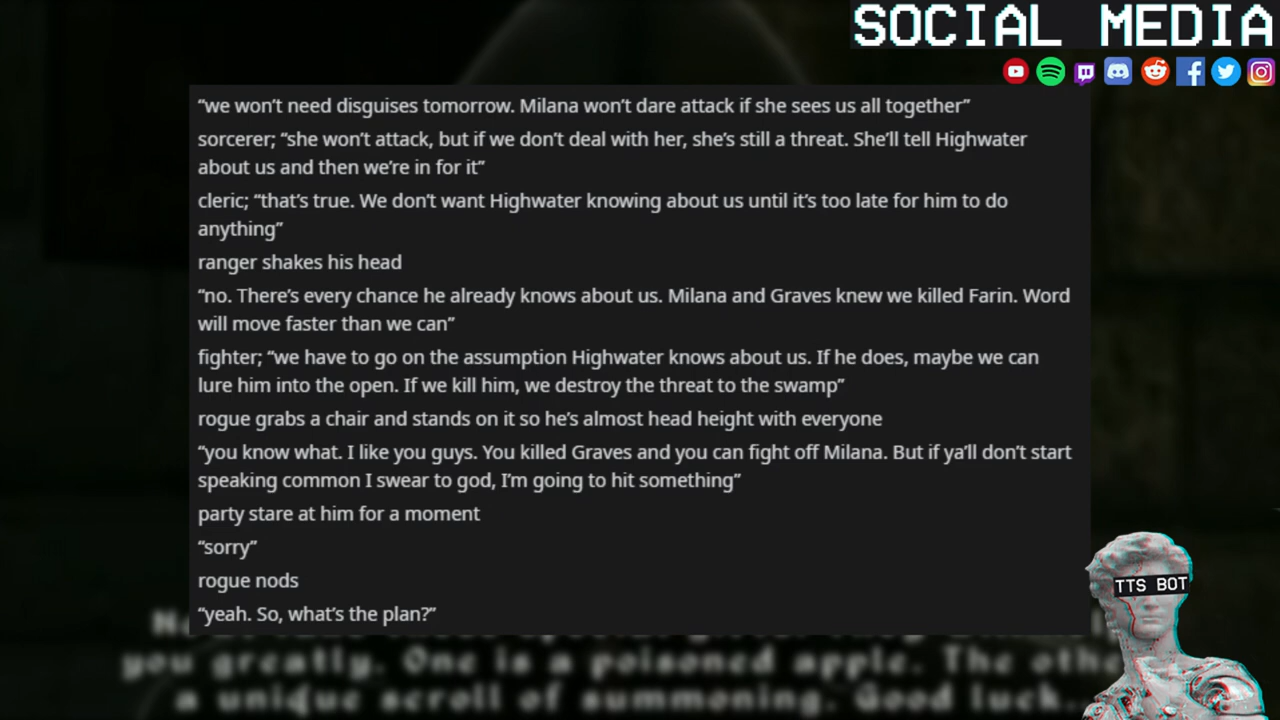 SOCIAL MEDIA
“we won’t need disguises tomorrow. Milana won’t dare attack if she sees us all together”
sorcerer; “she won’t attack, but if we don’t deal with her, she’s still a threat. She’ll tell Highwater
about us and then we’re in for it”
cleric; “that’s true. We don’t want Highwater knowing about us until it’s too late for him to do
anything”
ranger shakes his head
“no. There’s every chance he already knows about us. Milana and Graves knew we killed Farin. Word
will move faster than we can”
fighter; “we have to go on the assumption Highwater knows about us. If he does, maybe we can
lure him into the open. If we kill him, we destroy the threat to the swamp”
rogue grabs a chair and stands on it so he’s almost head height with everyone
“you know what. I like you guys. You killed Graves and you can fight off Milana. But if ya’ll don’t start
speaking common I swear to god, I’m going to hit something”
party stare at him for a moment
“sorry”
rogue nods
“yeah. So, what’s the plan?”
TTS BOT
you greatly. One is a poisoned apple. The
a unique scroll of summoning. Good luck..